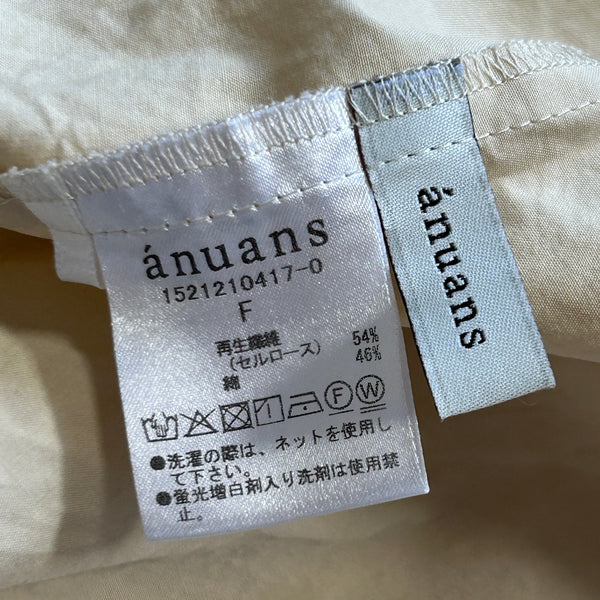 ánuans
1521210417-0
F
再生繊維
(セルロース) 54%
綿 46%
F W
●洗濯の際は、ネットを使用し
て下さい。
●蛍光増白剤入り洗剤は使用禁
止。
ánuans